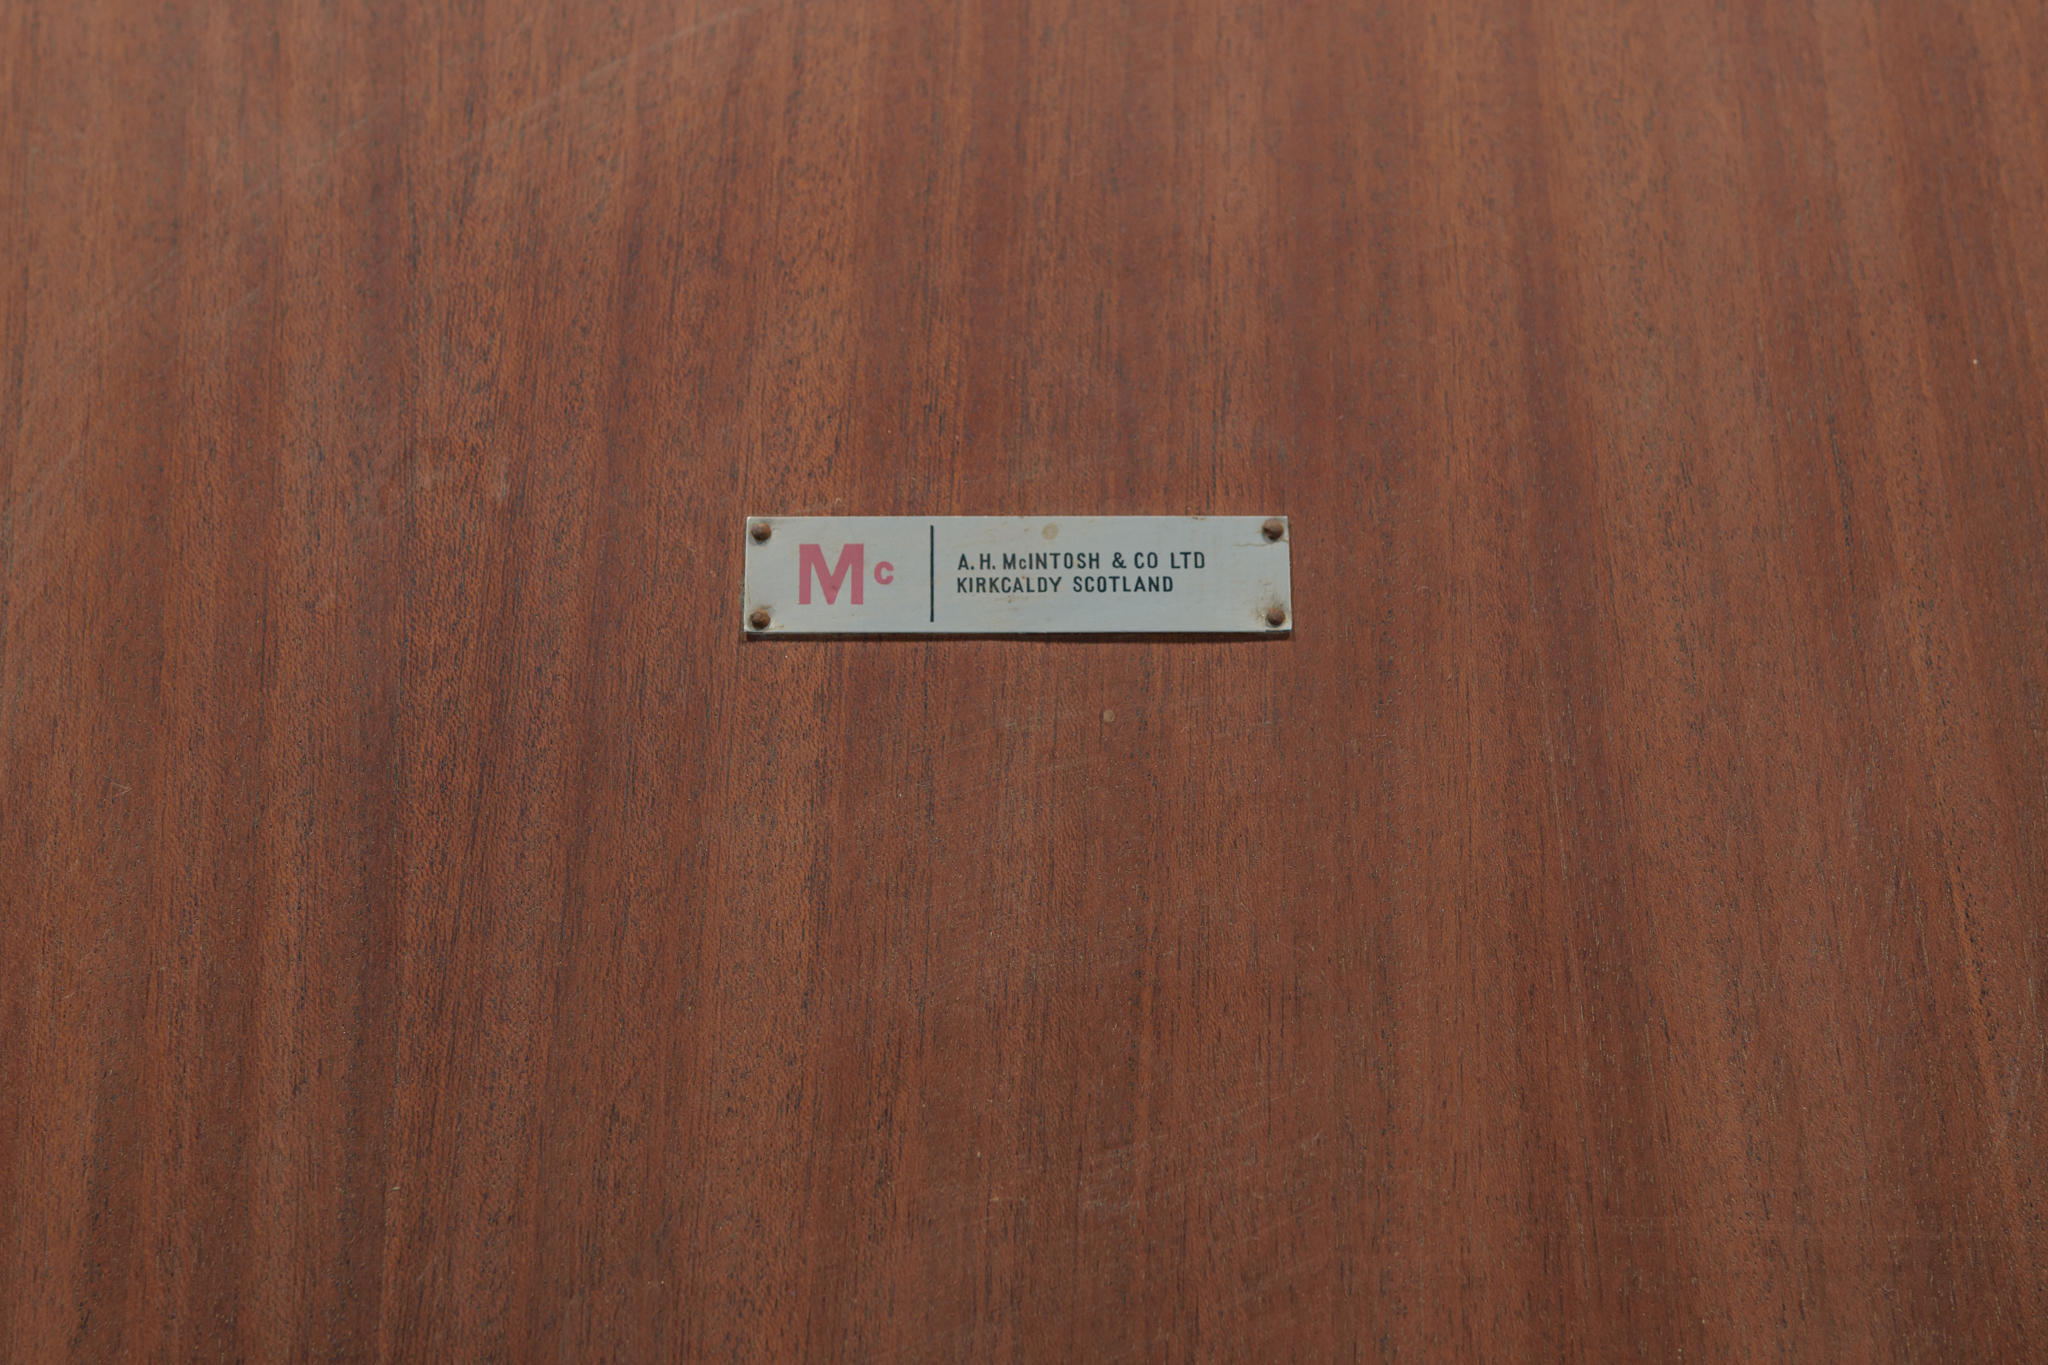 Mc
A.H. McINTOSH & CO LTD
KIRKCALDY SCOTLAND